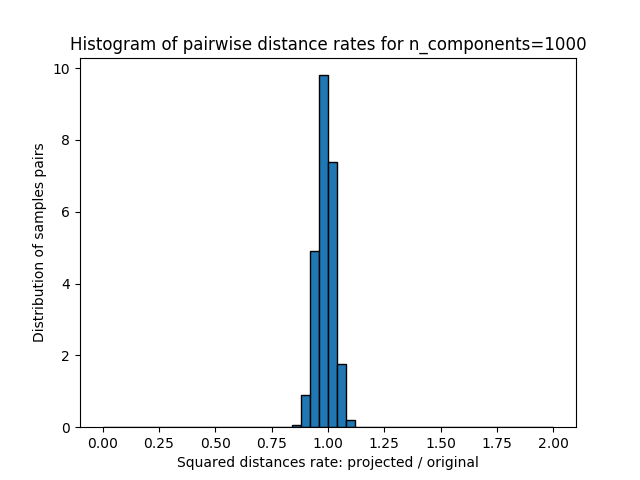 Histogram of pairwise distance rates for n_components=1000
Distribution of samples pairs
10
8
6
4
2
0
0.00 0.25 0.50 0.75 1.00 1.25 1.50 1.75 2.00
Squared distances rate: projected / original